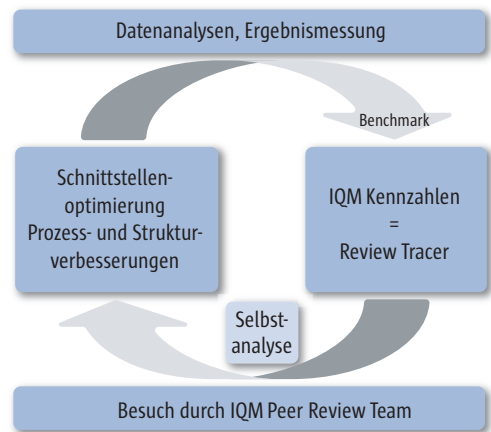 Datenanalysen, Ergebnismessung
Benchmark
Schnittstellen-
optimierung
Prozess- und Struktur-
verbesserungen
IQM Kennzahlen
=
Review Tracer
Selbst-
analyse
Besuch durch IQM Peer Review Team